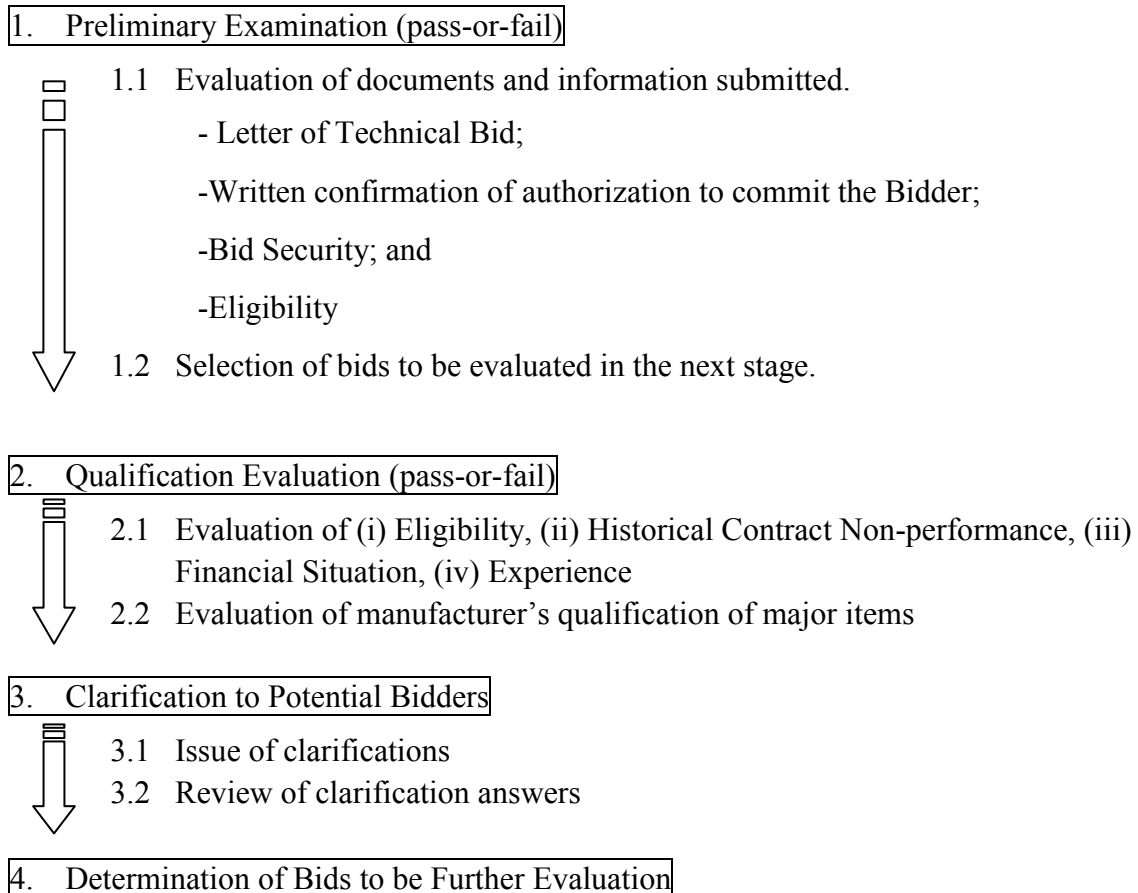 1. Preliminary Examination (pass-or-fail)
1.1 Evaluation of documents and information submitted.
- Letter of Technical Bid;
-Written confirmation of authorization to commit the Bidder;
-Bid Security; and
-Eligibility
1.2 Selection of bids to be evaluated in the next stage.
2. Qualification Evaluation (pass-or-fail)
2.1 Evaluation of (i) Eligibility, (ii) Historical Contract Non-performance, (iii)
Financial Situation, (iv) Experience
2.2 Evaluation of manufacturer’s qualification of major items
3. Clarification to Potential Bidders
3.1 Issue of clarifications
3.2 Review of clarification answers
4. Determination of Bids to be Further Evaluation